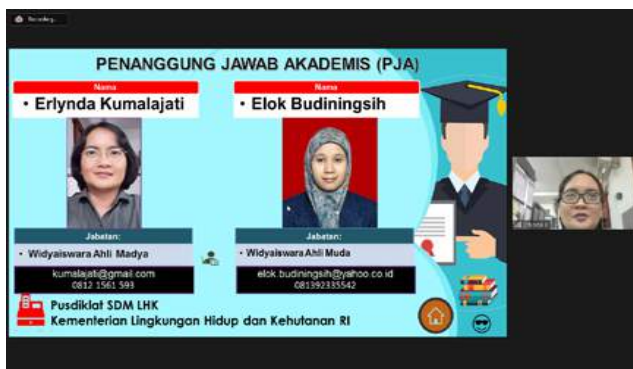 Recording...
PENANGGUNG JAWAB AKADEMIS (PJA)
Nama
• Erlynda Kumalajati
Jabatan:
• Widyaiswara Ahli Madya
kumalajati@gmail.com
0812 1561 593
Nama
• Elok Budiningsih
Jabatan:
• Widyaiswara Ahli Muda
elok.budiningsih@yahoo.co.id
081392335542
Pusdiklat SDM LHK
Kementerian Lingkungan Hidup dan Kehutanan RI